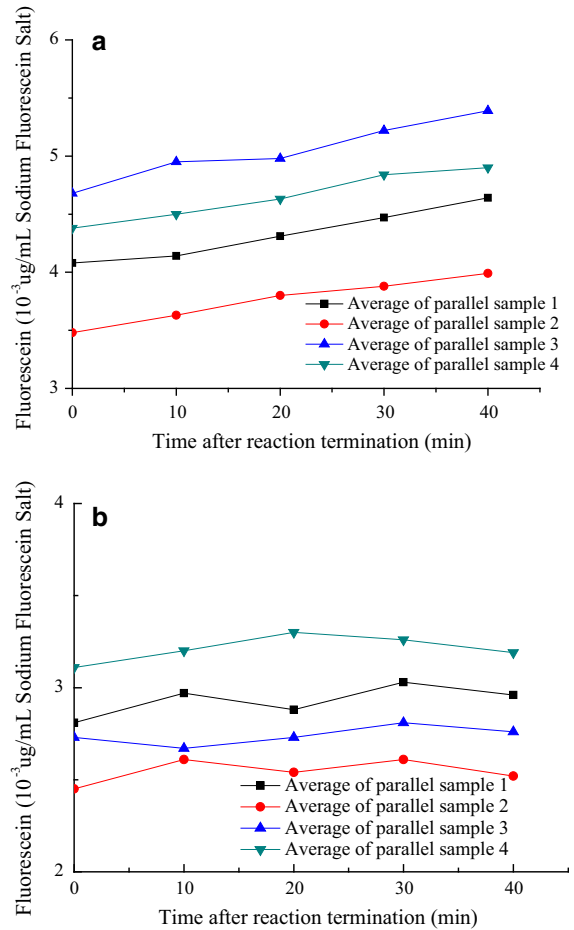 a
Fluorescein (10⁻³ug/mL Sodium Fluorescein Salt)
6
5
4
3
Average of parallel sample 1
Average of parallel sample 2
Average of parallel sample 3
Average of parallel sample 4
0 10 20 30 40
Time after reaction termination (min)
b
Fluorescein (10⁻³ug/mL Sodium Fluorescein Salt)
4
3
2
Average of parallel sample 1
Average of parallel sample 2
Average of parallel sample 3
Average of parallel sample 4
0 10 20 30 40
Time after reaction termination (min)